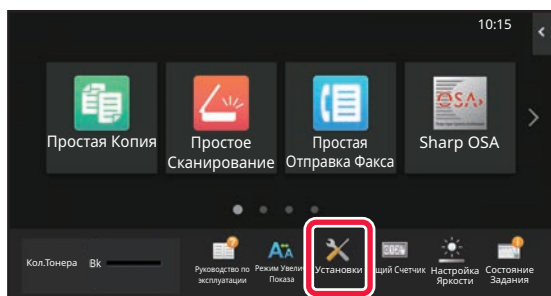 10:15
Простая Копия
Простое
Сканирование
Простая
Отправка Факса
OSA
Sharp OSA
Кол.Тонера Bk
Руководство по
эксплуатации
Режим Увелич
Показа
Установки
щий Счетчик
Настройка
Яркости
Состояние
Задания